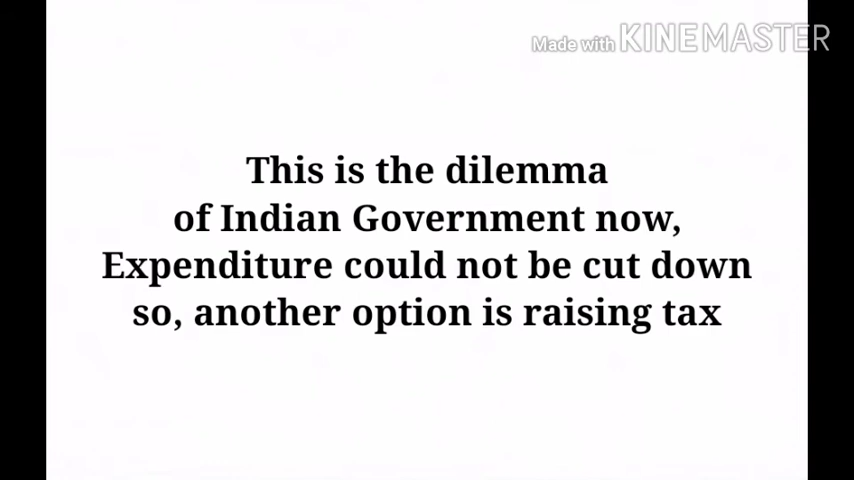 Made with KINEMASTER
This is the dilemma
of Indian Government now,
Expenditure could not be cut down
so, another option is raising tax